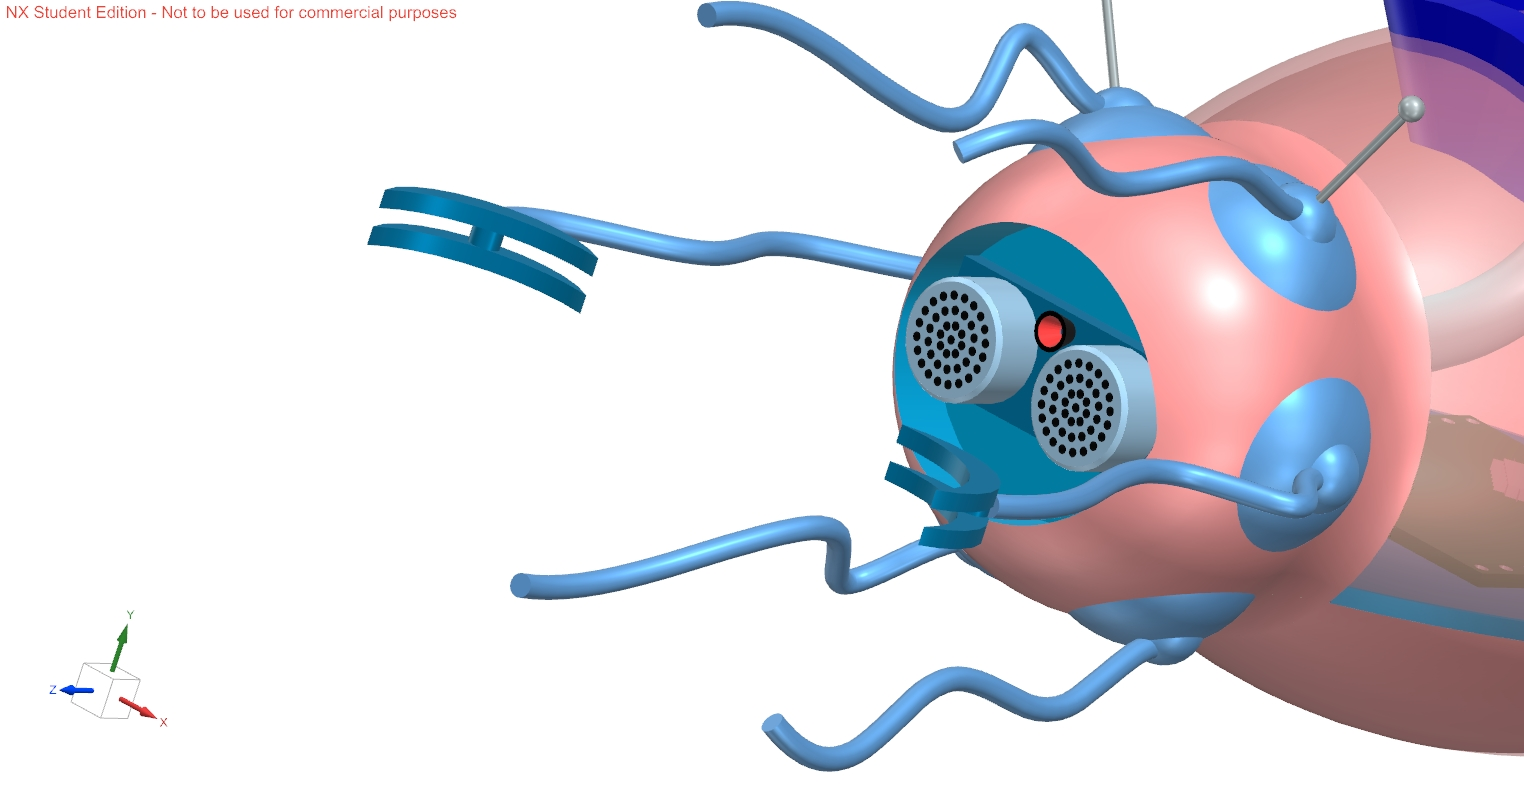 NX Student Edition - Not to be used for commercial purposes
Y
Z
X